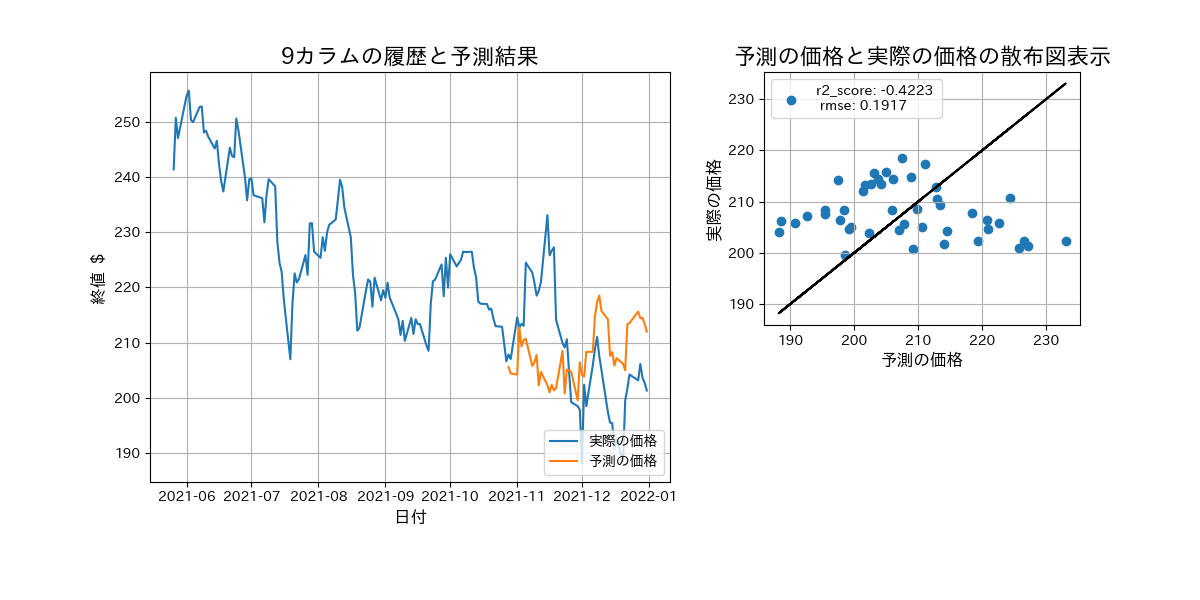 9カラムの履歴と予測結果
250
240
230
220
210
200
190
終値 $
2021-06 2021-07 2021-08 2021-09 2021-10 2021-11 2021-12 2022-01
日付
実際の価格
予測の価格
予測の価格と実際の価格の散布図表示
r2_score: -0.4223
rmse: 0.1917
230
220
210
200
190
実際の価格
190 200 210 220 230
予測の価格